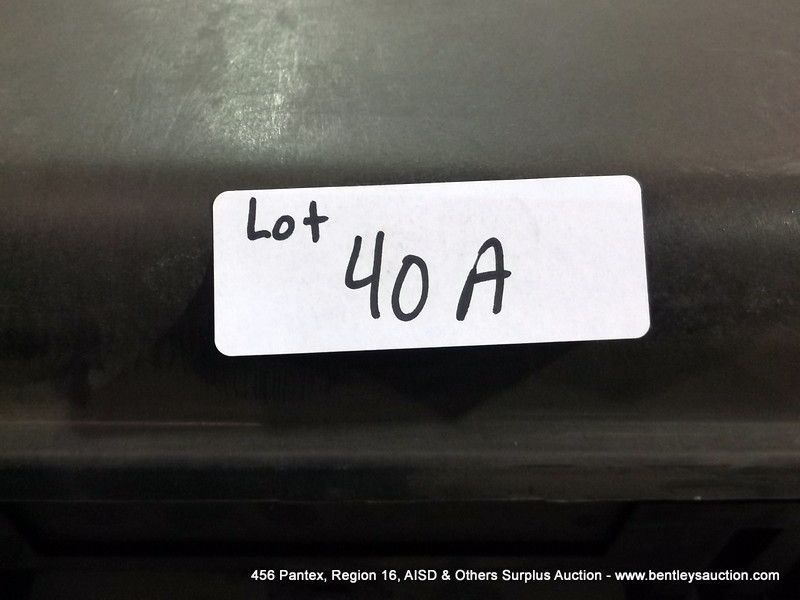 Lot
40 A
456 Pantex, Region 16, AISD & Others Surplus Auction - www.bentleysauction.com